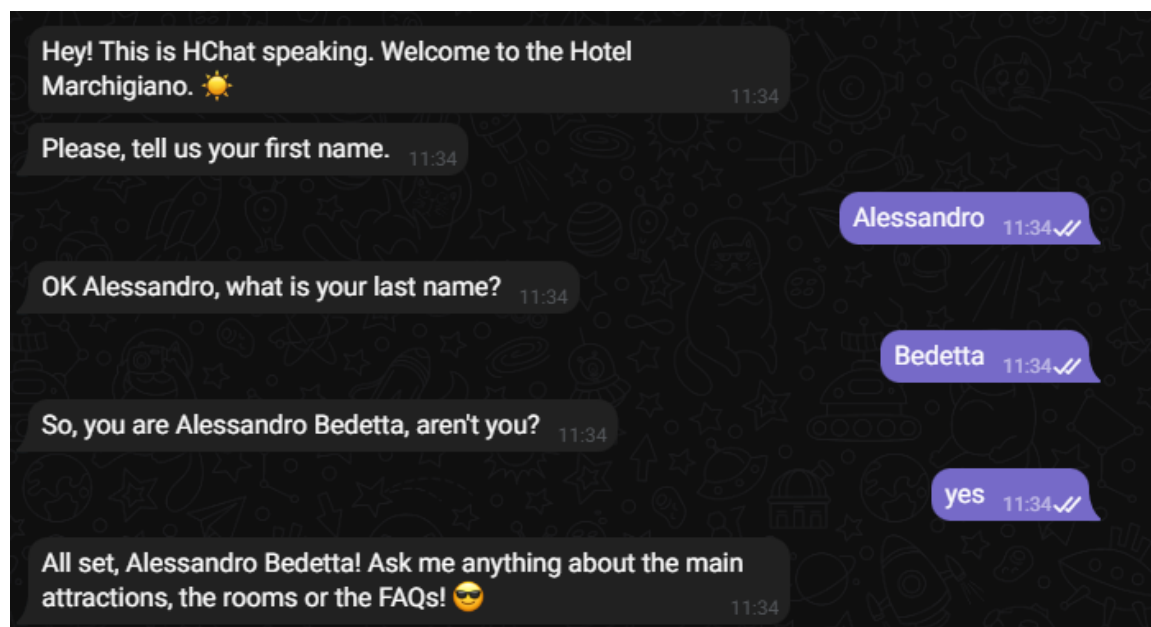 Hey! This is HChat speaking. Welcome to the Hotel
Marchigiano. ☀️
11:34
Please, tell us your first name. 11:34
Alessandro 11:34
OK Alessandro, what is your last name? 11:34
Bedetta 11:34
So, you are Alessandro Bedetta, aren't you? 11:34
yes 11:34
All set, Alessandro Bedetta! Ask me anything about the main
attractions, the rooms or the FAQs! 😎
11:34